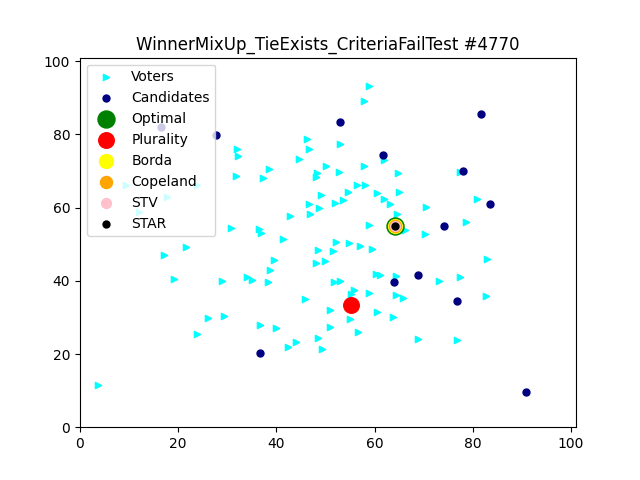 WinnerMixUp_TieExists_CriteriaFailTest #4770
Voters
Candidates
Optimal
Plurality
Borda
Copeland
STV
STAR
100
80
60
40
20
0
0 20 40 60 80 100